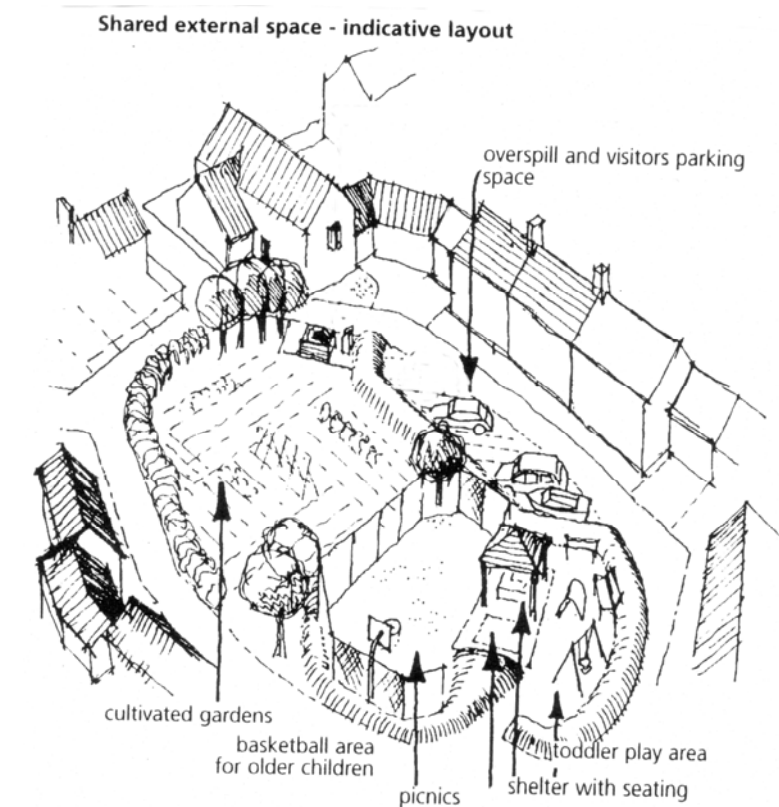 Shared external space - indicative layout
overspill and visitors parking
space
cultivated gardens
basketball area
for older children
picnics
toddler play area
shelter with seating